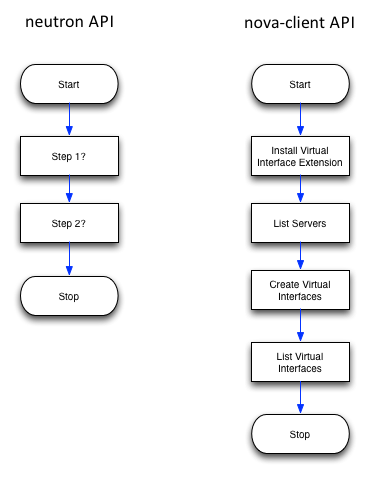 neutron API
Start
Step 1?
Step 2?
Stop
nova-client API
Start
Install Virtual
Interface Extension
List Servers
Create Virtual
Interfaces
List Virtual
Interfaces
Stop